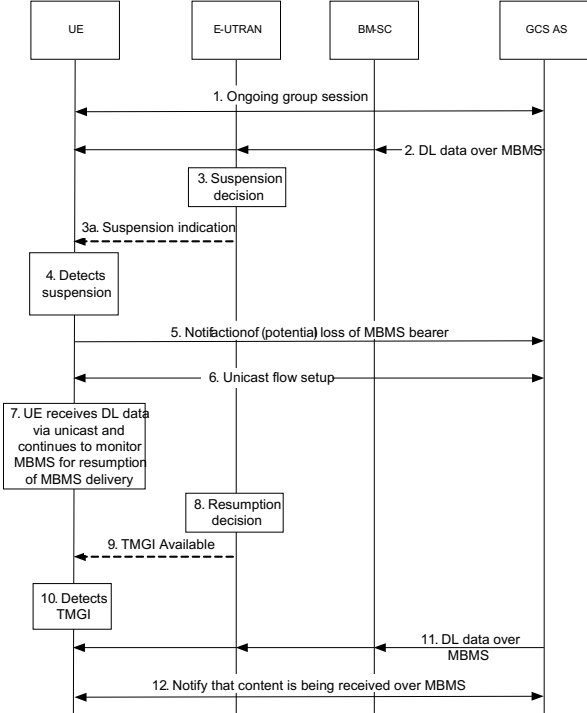 UE
E-UTRAN
BM-SC
GCS AS
1. Ongoing group session
2. DL data over MBMS
3. Suspension
decision
3a. Suspension indication
4. Detects
suspension
5. Notifactionof (potential) loss of MBMS bearer
6. Unicast flow setup
7. UE receives DL data
via unicast and
continues to monitor
MBMS for resumption
of MBMS delivery
8. Resumption
decision
9. TMGI Available
10. Detects
TMGI
11. DL data over
MBMS
12. Notify that content is being received over MBMS